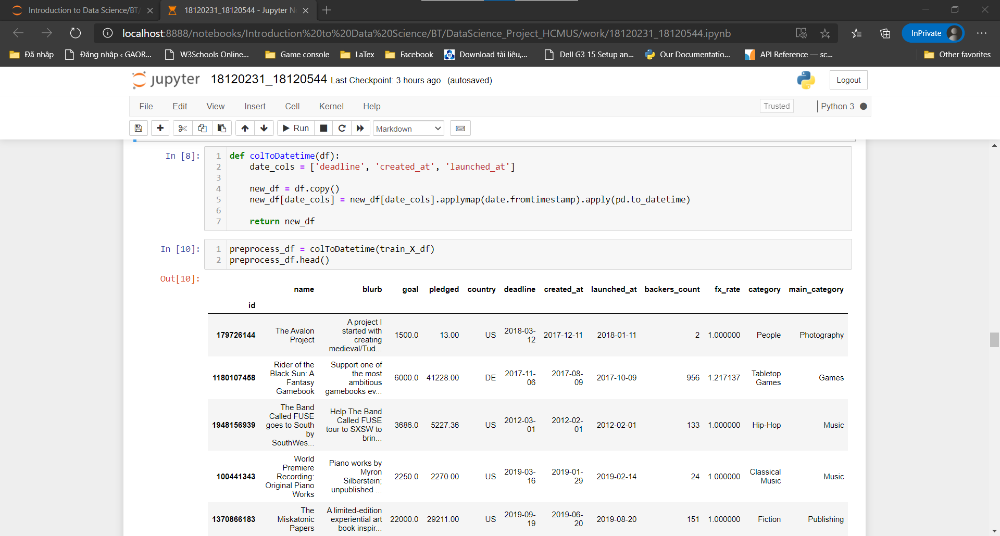 Introduction to Data Science/BT/
18120231_18120544 - Jupyter N
localhost:8888/notebooks/Introduction%20to%20Data%20Science/BT/DataScience_Project_HCMUS/work/18120231_18120544.ipynb
InPrivate
Đã nhập
Đăng nhập ‹ GAOR...
W3Schools Online...
Game console
LaTex
Facebook
Download tài liệu,...
Dell G3 15 Setup an...
Our Documentatio...
API Reference — sc...
Other favorites
jupyter 18120231_18120544 Last Checkpoint: 3 hours ago (autosaved)
Logout
File Edit View Insert Cell Kernel Help
Trusted
Python 3
Run
Markdown
In [8]:
1 def colToDatetime(df):
2 date_cols = ['deadline', 'created_at', 'launched_at']
3
4 new_df = df.copy()
5 new_df[date_cols] = new_df[date_cols].applymap(date.fromtimestamp).apply(pd.to_datetime)
6
7 return new_df
In [10]:
1 preprocess_df = colToDatetime(train_X_df)
2 preprocess_df.head()
Out[10]:
name blurb goal pledged country deadline created_at launched_at backers_count fx_rate category main_category
id
179726144
The Avalon
Project
A project I
started with
creating
medieval/Tud...
1500.0 13.00 US
2018-03-
12
2017-12-11 2018-01-11 2 1.000000 People Photography
1180107458
Rider of the
Black Sun: A
Fantasy
Gamebook
Support one of
the most
ambitious
gamebooks ev...
6000.0 41228.00 DE
2017-11-
06
2017-08-
09
2017-10-09 956 1.217137
Tabletop
Games
Games
1948156939
The Band
Called FUSE
goes to South
by
SouthWes...
Help The Band
Called FUSE
tour to SXSW to
brin...
3686.0 5227.36 US
2012-03-
01
2012-02-
01
2012-02-01 133 1.000000 Hip-Hop Music
100441343
World
Premiere
Recording:
Original Piano
Works
Piano works by
Myron
Silberstein;
unpublished ...
2250.0 2270.00 US
2019-03-
16
2019-01-
29
2019-02-14 24 1.000000
Classical
Music
Music
1370866183
The
Miskatonic
Papers
A limited-edition
experiential art
book inspir...
22000.0 29211.00 US
2019-09-
19
2019-06-
20
2019-08-20 151 1.000000 Fiction Publishing